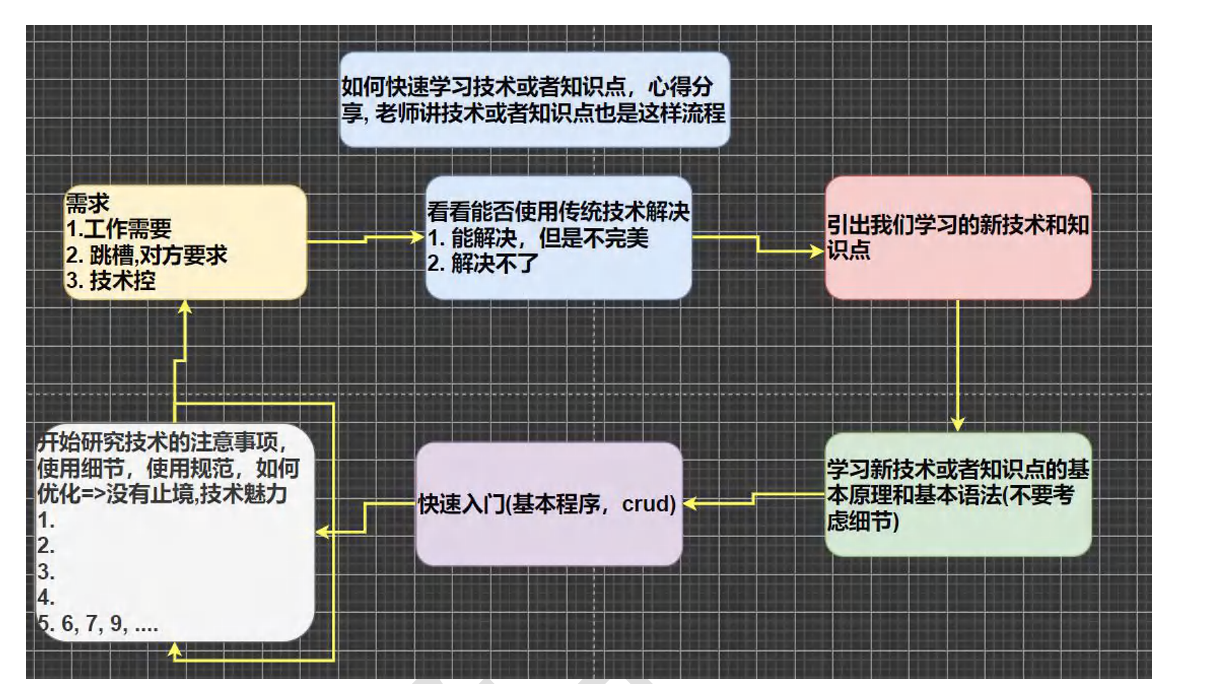 如何快速学习技术或者知识点，心得分
享, 老师讲技术或者知识点也是这样流程
需求
1.工作需要
2. 跳槽,对方要求
3. 技术控
看看能否使用传统技术解决
1. 能解决，但是不完美
2. 解决不了
引出我们学习的新技术和知
识点
学习新技术或者知识点的基
本原理和基本语法(不要考
虑细节)
快速入门(基本程序，crud)
开始研究技术的注意事项，
使用细节，使用规范，如何
优化=>没有止境,技术魅力
1.
2.
3.
4.
5. 6, 7, 9, ....